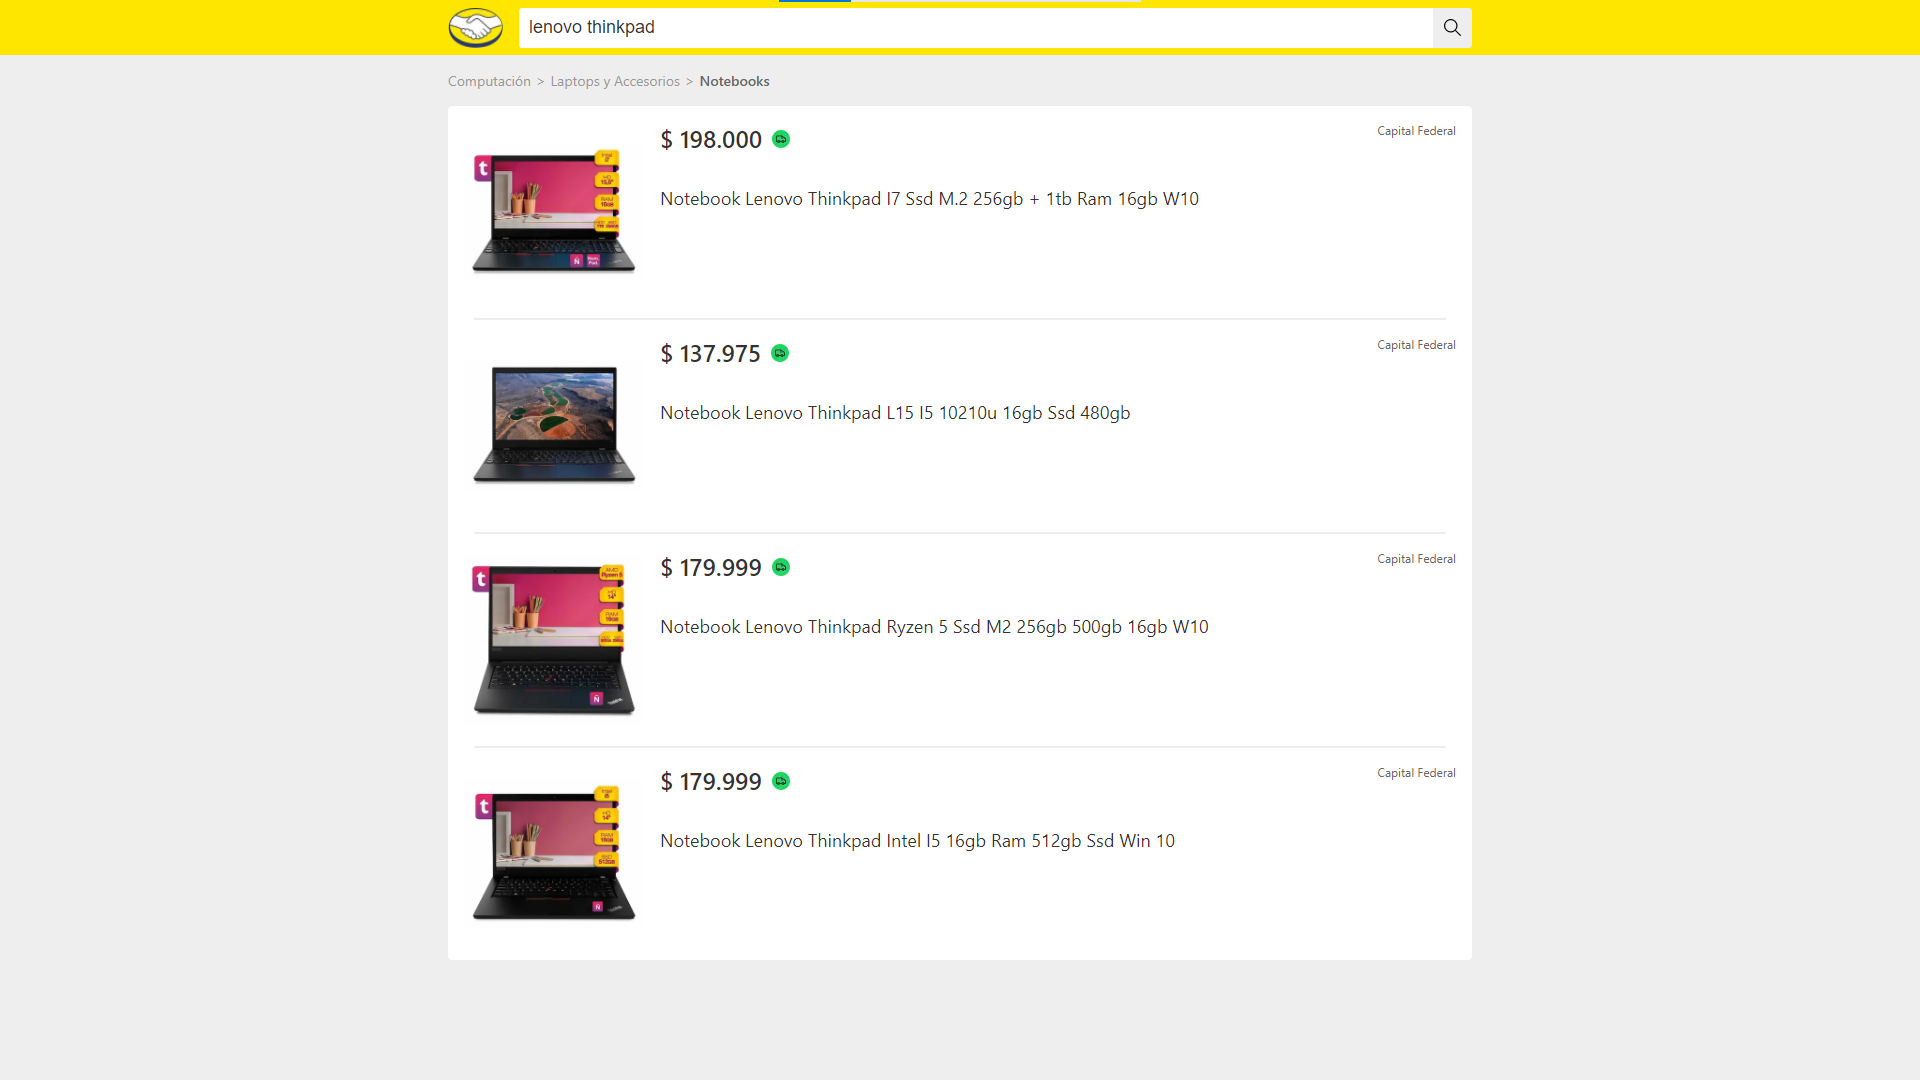 lenovo thinkpad
Computación > Laptops y Accesorios > Notebooks
$ 198.000
Capital Federal
Notebook Lenovo Thinkpad I7 Ssd M.2 256gb + 1tb Ram 16gb W10
$ 137.975
Capital Federal
Notebook Lenovo Thinkpad L15 I5 10210u 16gb Ssd 480gb
$ 179.999
Capital Federal
Notebook Lenovo Thinkpad Ryzen 5 Ssd M2 256gb 500gb 16gb W10
$ 179.999
Capital Federal
Notebook Lenovo Thinkpad Intel I5 16gb Ram 512gb Ssd Win 10